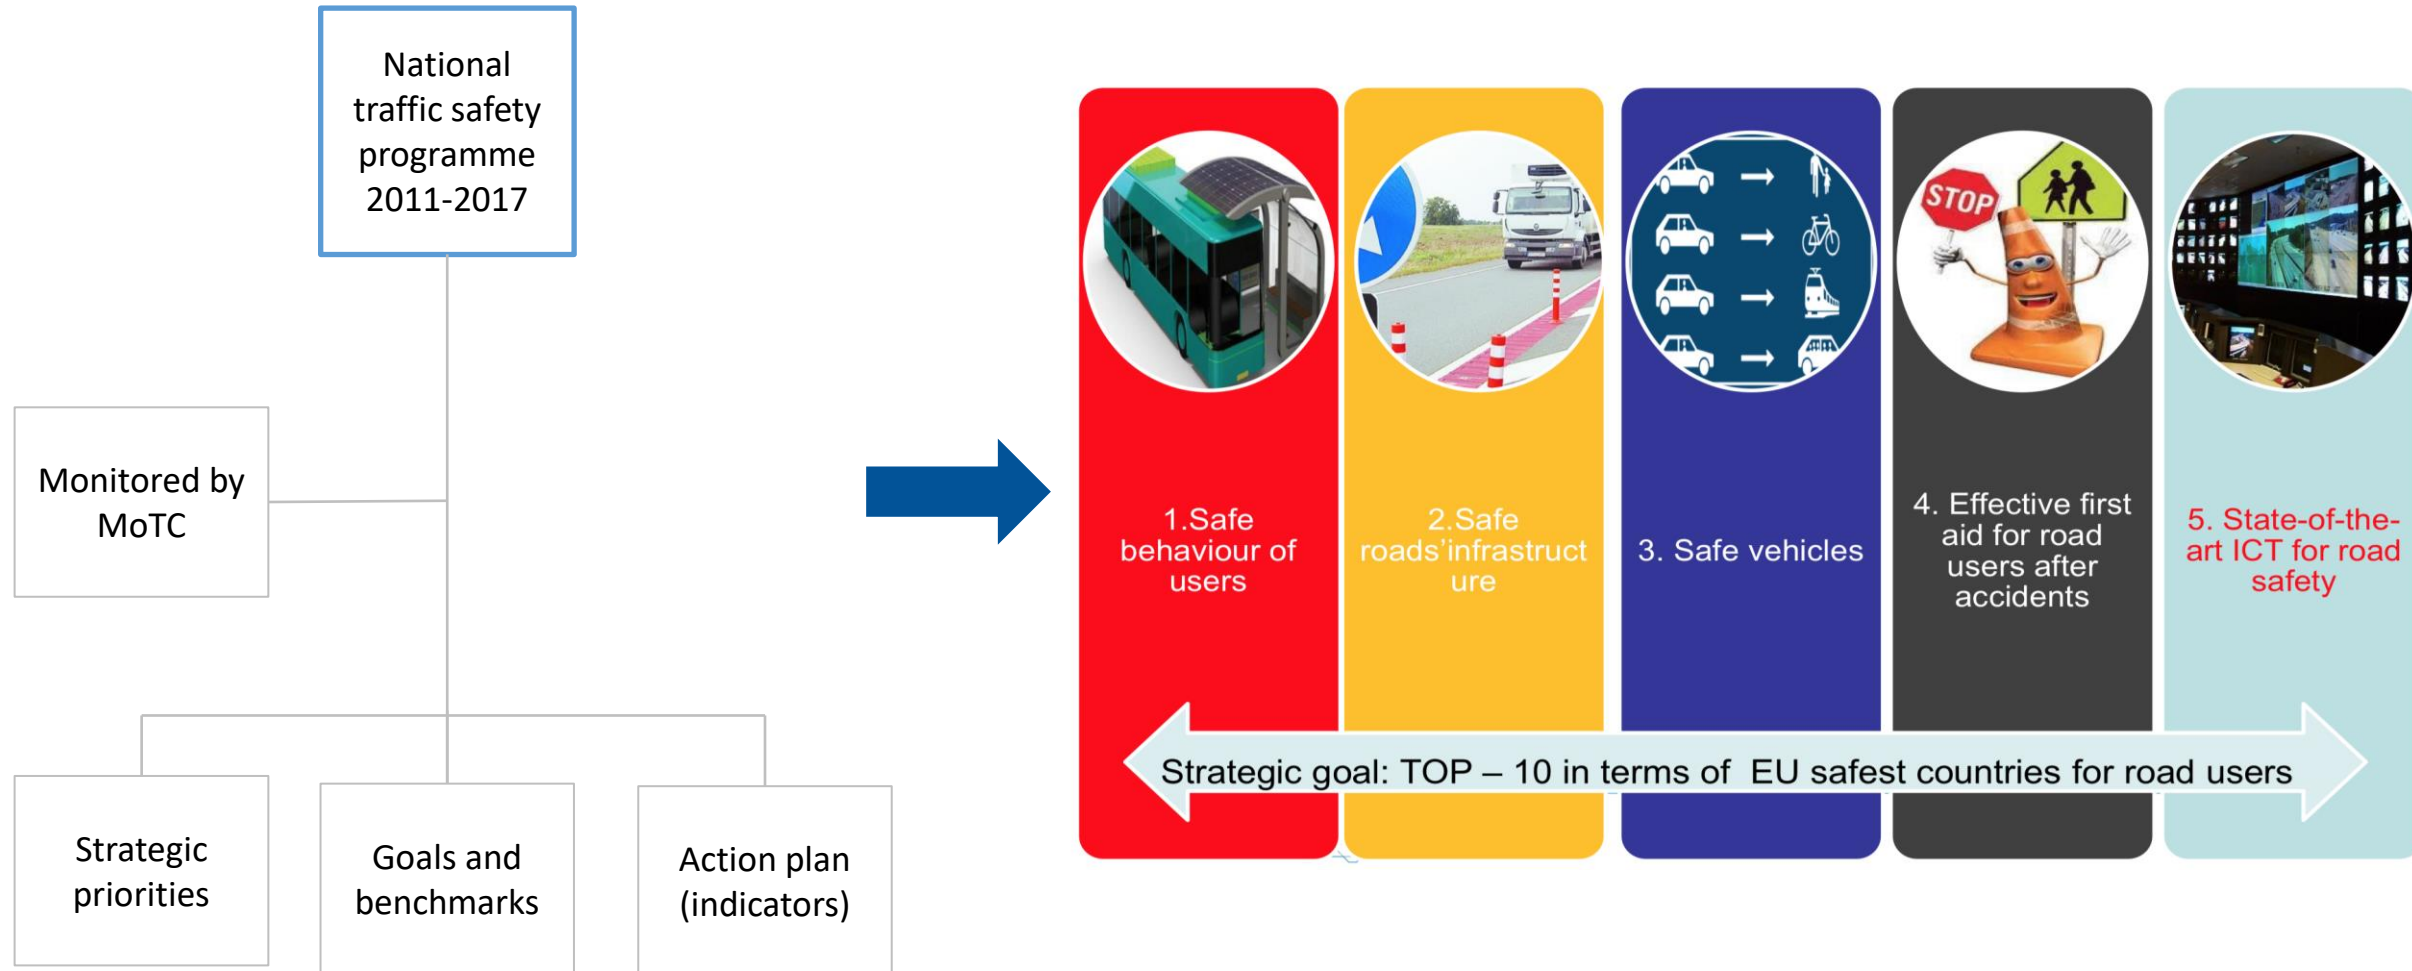 National
traffic safety
programme
2011-2017
Monitored by
MoTC
Strategic
priorities
Goals and
benchmarks
Action plan
(indicators)
1.Safe
behaviour of
users
2.Safe
roads'infrastruct
ure
3. Safe vehicles
STOP
4. Effective first
aid for road
users after
accidents
5. State-of-the-
art ICT for road
safety
Strategic goal: TOP – 10 in terms of  EU safest countries for road users